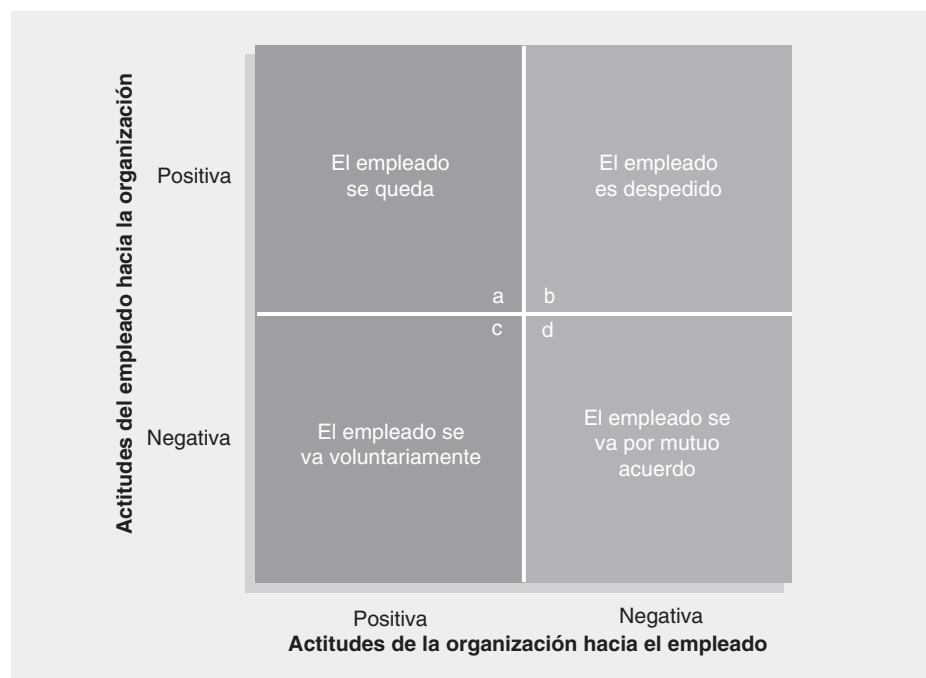 Actitudes del empleado hacia la organización
Positiva
El empleado
se queda
El empleado
es despedido
a
b
c
d
Negativa
El empleado se
va voluntariamente
El empleado se
va por mutuo
acuerdo
Positiva
Negativa
Actitudes de la organización hacia el empleado